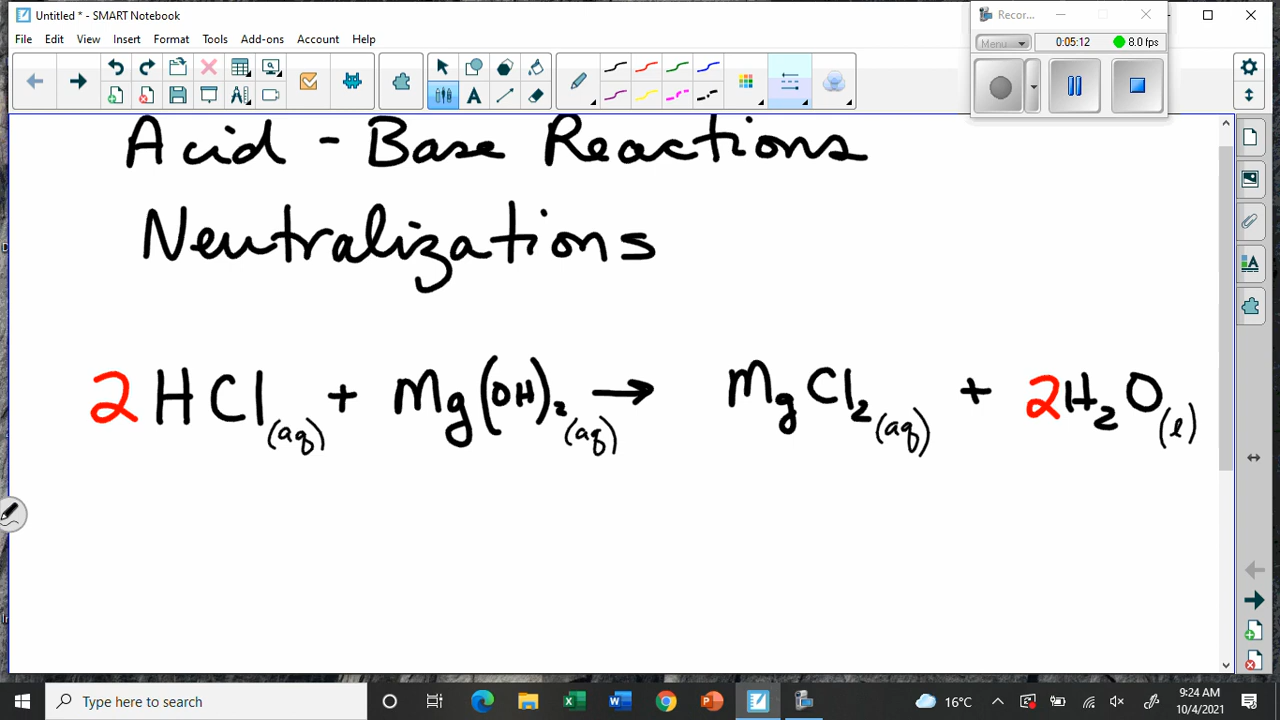 Untitled * - SMART Notebook
Recor...
File Edit View Insert Format Tools Add-ons Account Help
Menu
0:05:12
8.0 fps
Acid - Base Reactions
Neutralizations
2HCl(aq) + Mg(OH)₂(aq) → MgCl₂(aq) + 2H₂O(l)
Type here to search
16°C
9:24 AM
10/4/2021